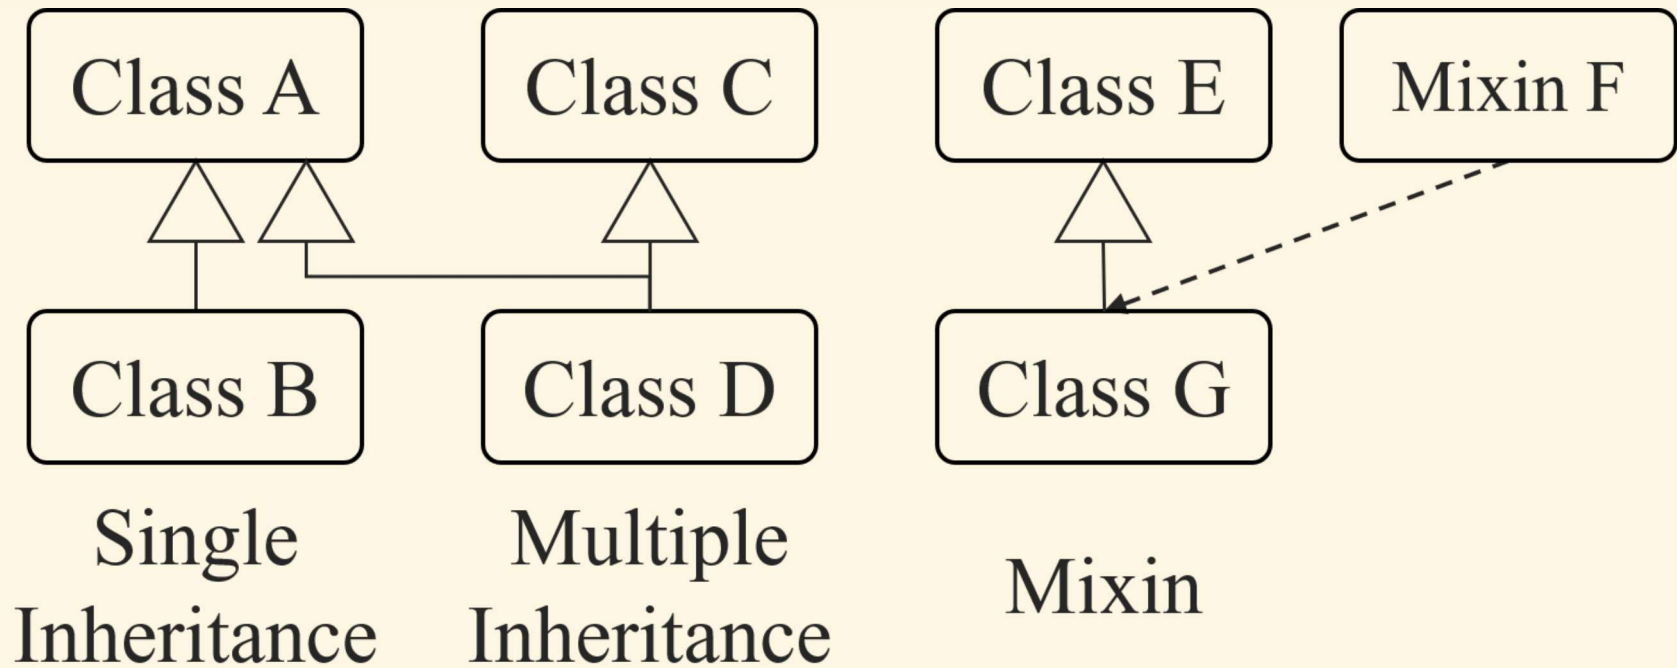 Class A
Class C
Class E
Mixin F
Class B
Class D
Class G
Single
Inheritance
Multiple
Inheritance
Mixin